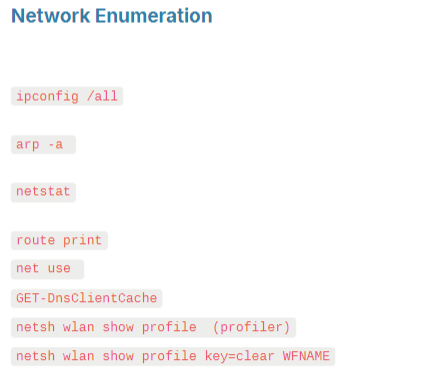 Network Enumeration
ipconfig /all
arp -a
netstat
route print
net use
GET-DnsClientCache
netsh wlan show profile  (profiler)
netsh wlan show profile key=clear WFNAME